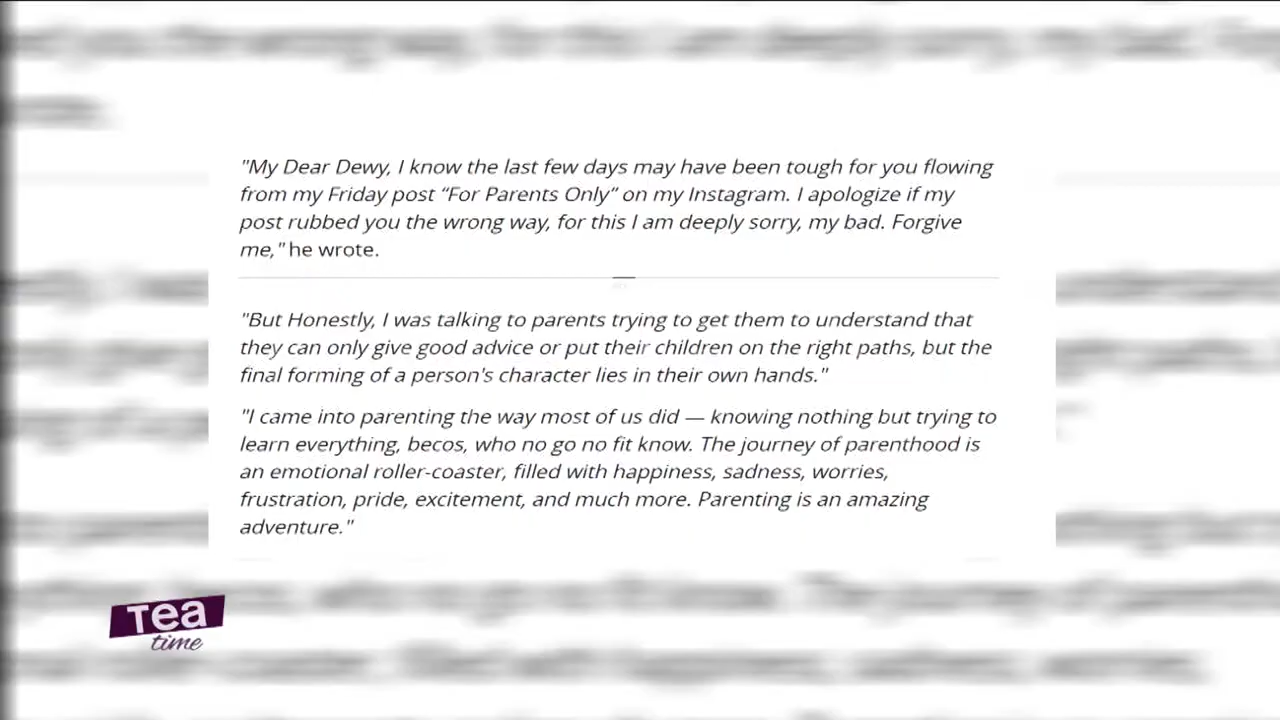 "My Dear Dewy, I know the last few days may have been tough for you flowing
from my Friday post “For Parents Only” on my Instagram. I apologize if my
post rubbed you the wrong way, for this I am deeply sorry, my bad. Forgive
me," he wrote.
"But Honestly, I was talking to parents trying to get them to understand that
they can only give good advice or put their children on the right paths, but the
final forming of a person's character lies in their own hands."
"I came into parenting the way most of us did — knowing nothing but trying to
learn everything, becos, who no go no fit know. The journey of parenthood is
an emotional roller-coaster, filled with happiness, sadness, worries,
frustration, pride, excitement, and much more. Parenting is an amazing
adventure."
Tea
time